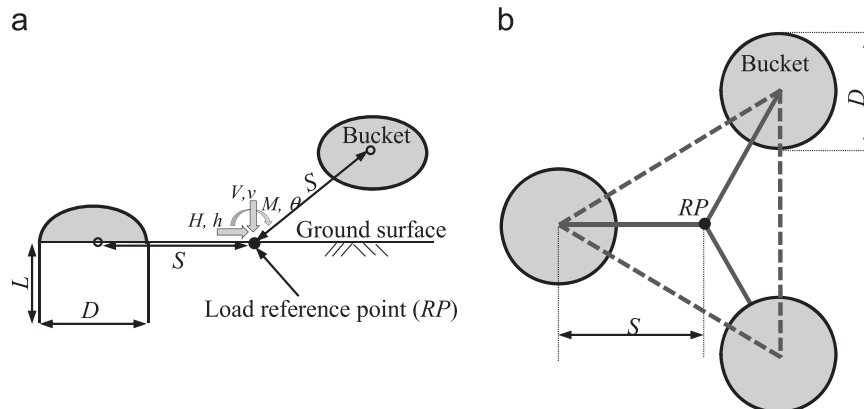 a
Bucket
S
V,v
M, θ
H, h
Ground surface
S
L
D
Load reference point (RP)
b
Bucket
D
RP
S